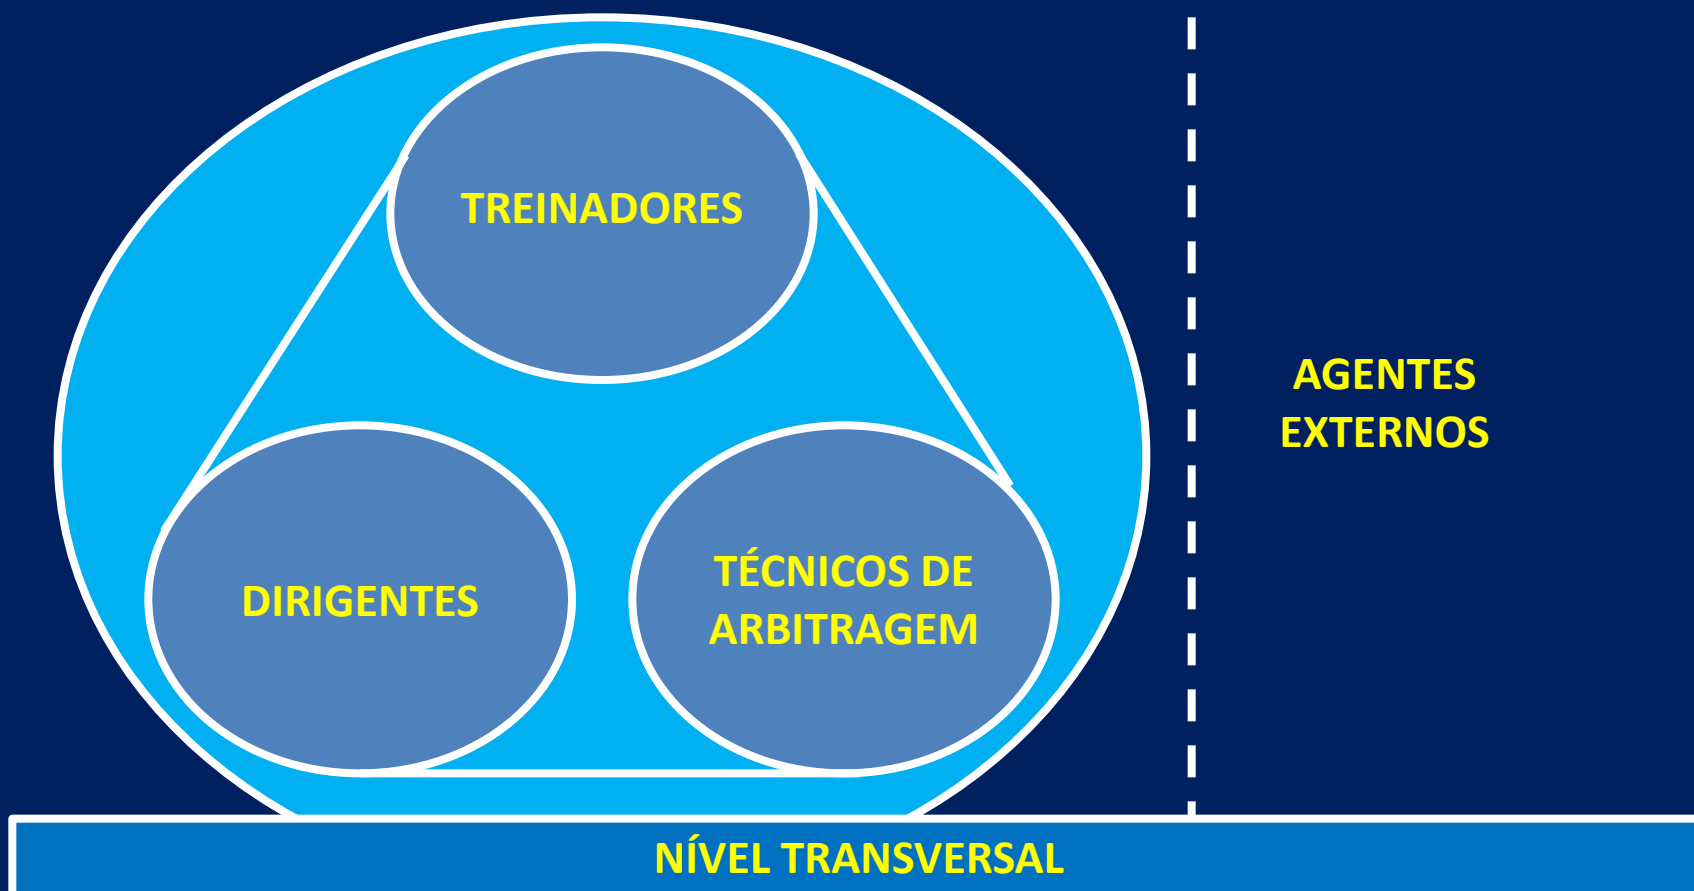 TREINADORES
AGENTES
EXTERNOS
DIRIGENTES
TÉCNICOS DE
ARBITRAGEM
NÍVEL TRANSVERSAL